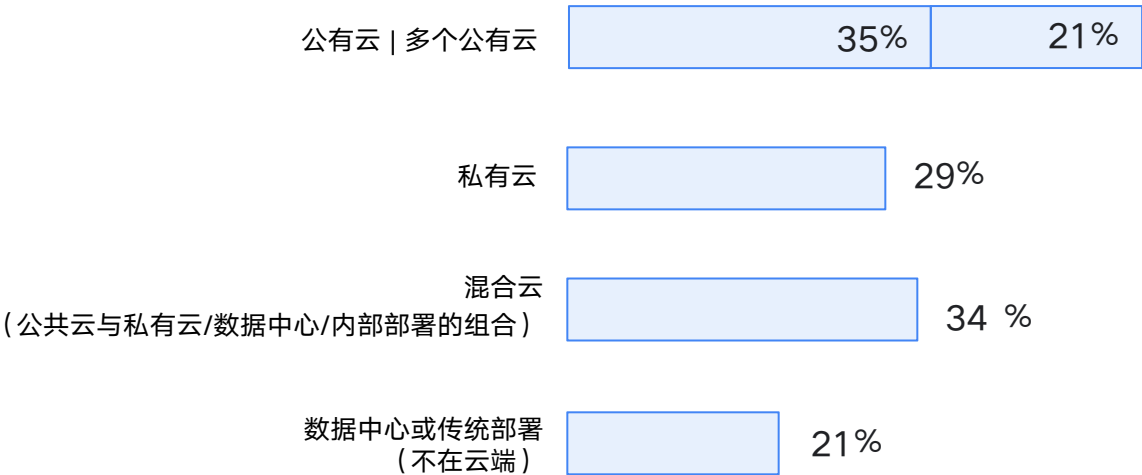 公有云 | 多个公有云 35% 21%
私有云 29%
混合云
(公共云与私有云/数据中心/内部部署的组合) 34 %
数据中心或传统部署
(不在云端) 21%